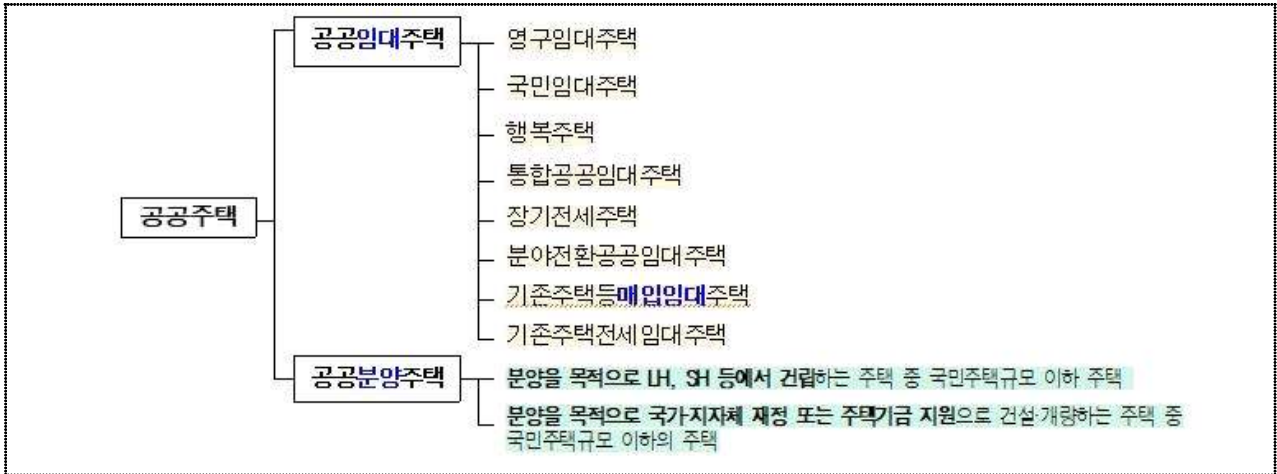 공공임대주택
영구임대주택
국민임대주택
행복주택
통합공공임대주택
공공주택
장기전세주택
분야전환공공임대주택
기존주택등매입임대주택
기존주택전세임대주택
공공분양주택
분양을 목적으로 LH, SH 등에서 건립하는 주택 중 국민주택규모 이하 주택
분양을 목적으로 국가·지자체 재정 또는 주택기금 지원으로 건설·개량하는 주택 중
국민주택규모 이하의 주택